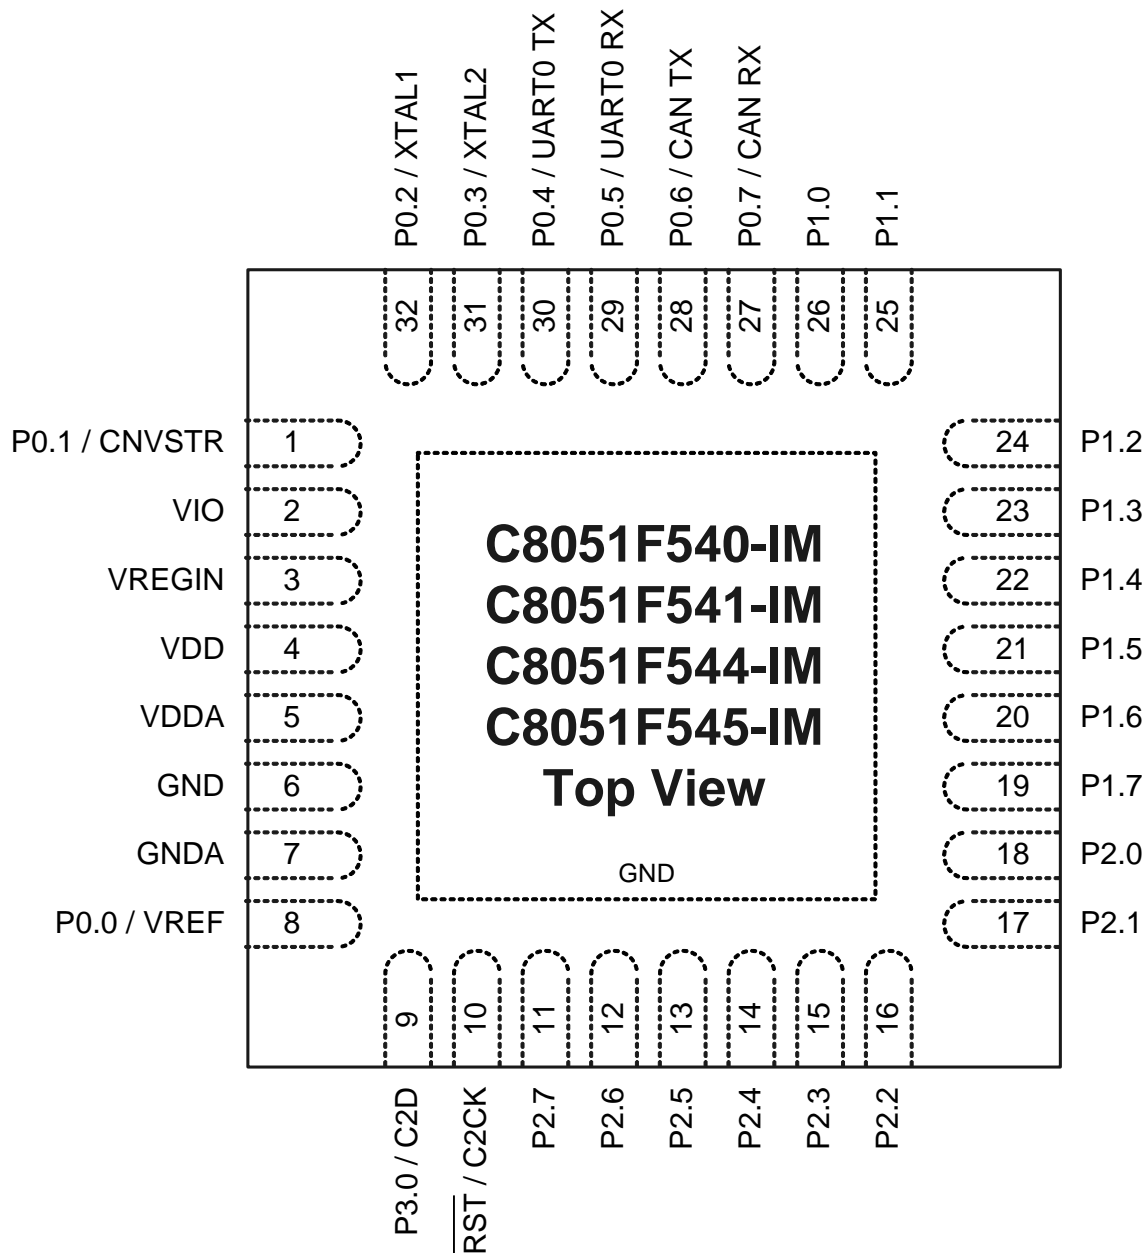 P0.2 / XTAL1
P0.3 / XTAL2
P0.4 / UART0 TX
P0.5 / UART0 RX
P0.6 / CAN TX
P0.7 / CAN RX
P1.0
P1.1
32
31
30
29
28
27
26
25
P0.1 / CNVSTR
1
VIO
2
VREGIN
3
VDD
4
VDDA
5
GND
6
GNDA
7
P0.0 / VREF
8
C8051F540-IM
C8051F541-IM
C8051F544-IM
C8051F545-IM
Top View
GND
24
P1.2
23
P1.3
22
P1.4
21
P1.5
20
P1.6
19
P1.7
18
P2.0
17
P2.1
9
10
11
12
13
14
15
16
P3.0 / C2D
RST / C2CK
P2.7
P2.6
P2.5
P2.4
P2.3
P2.2